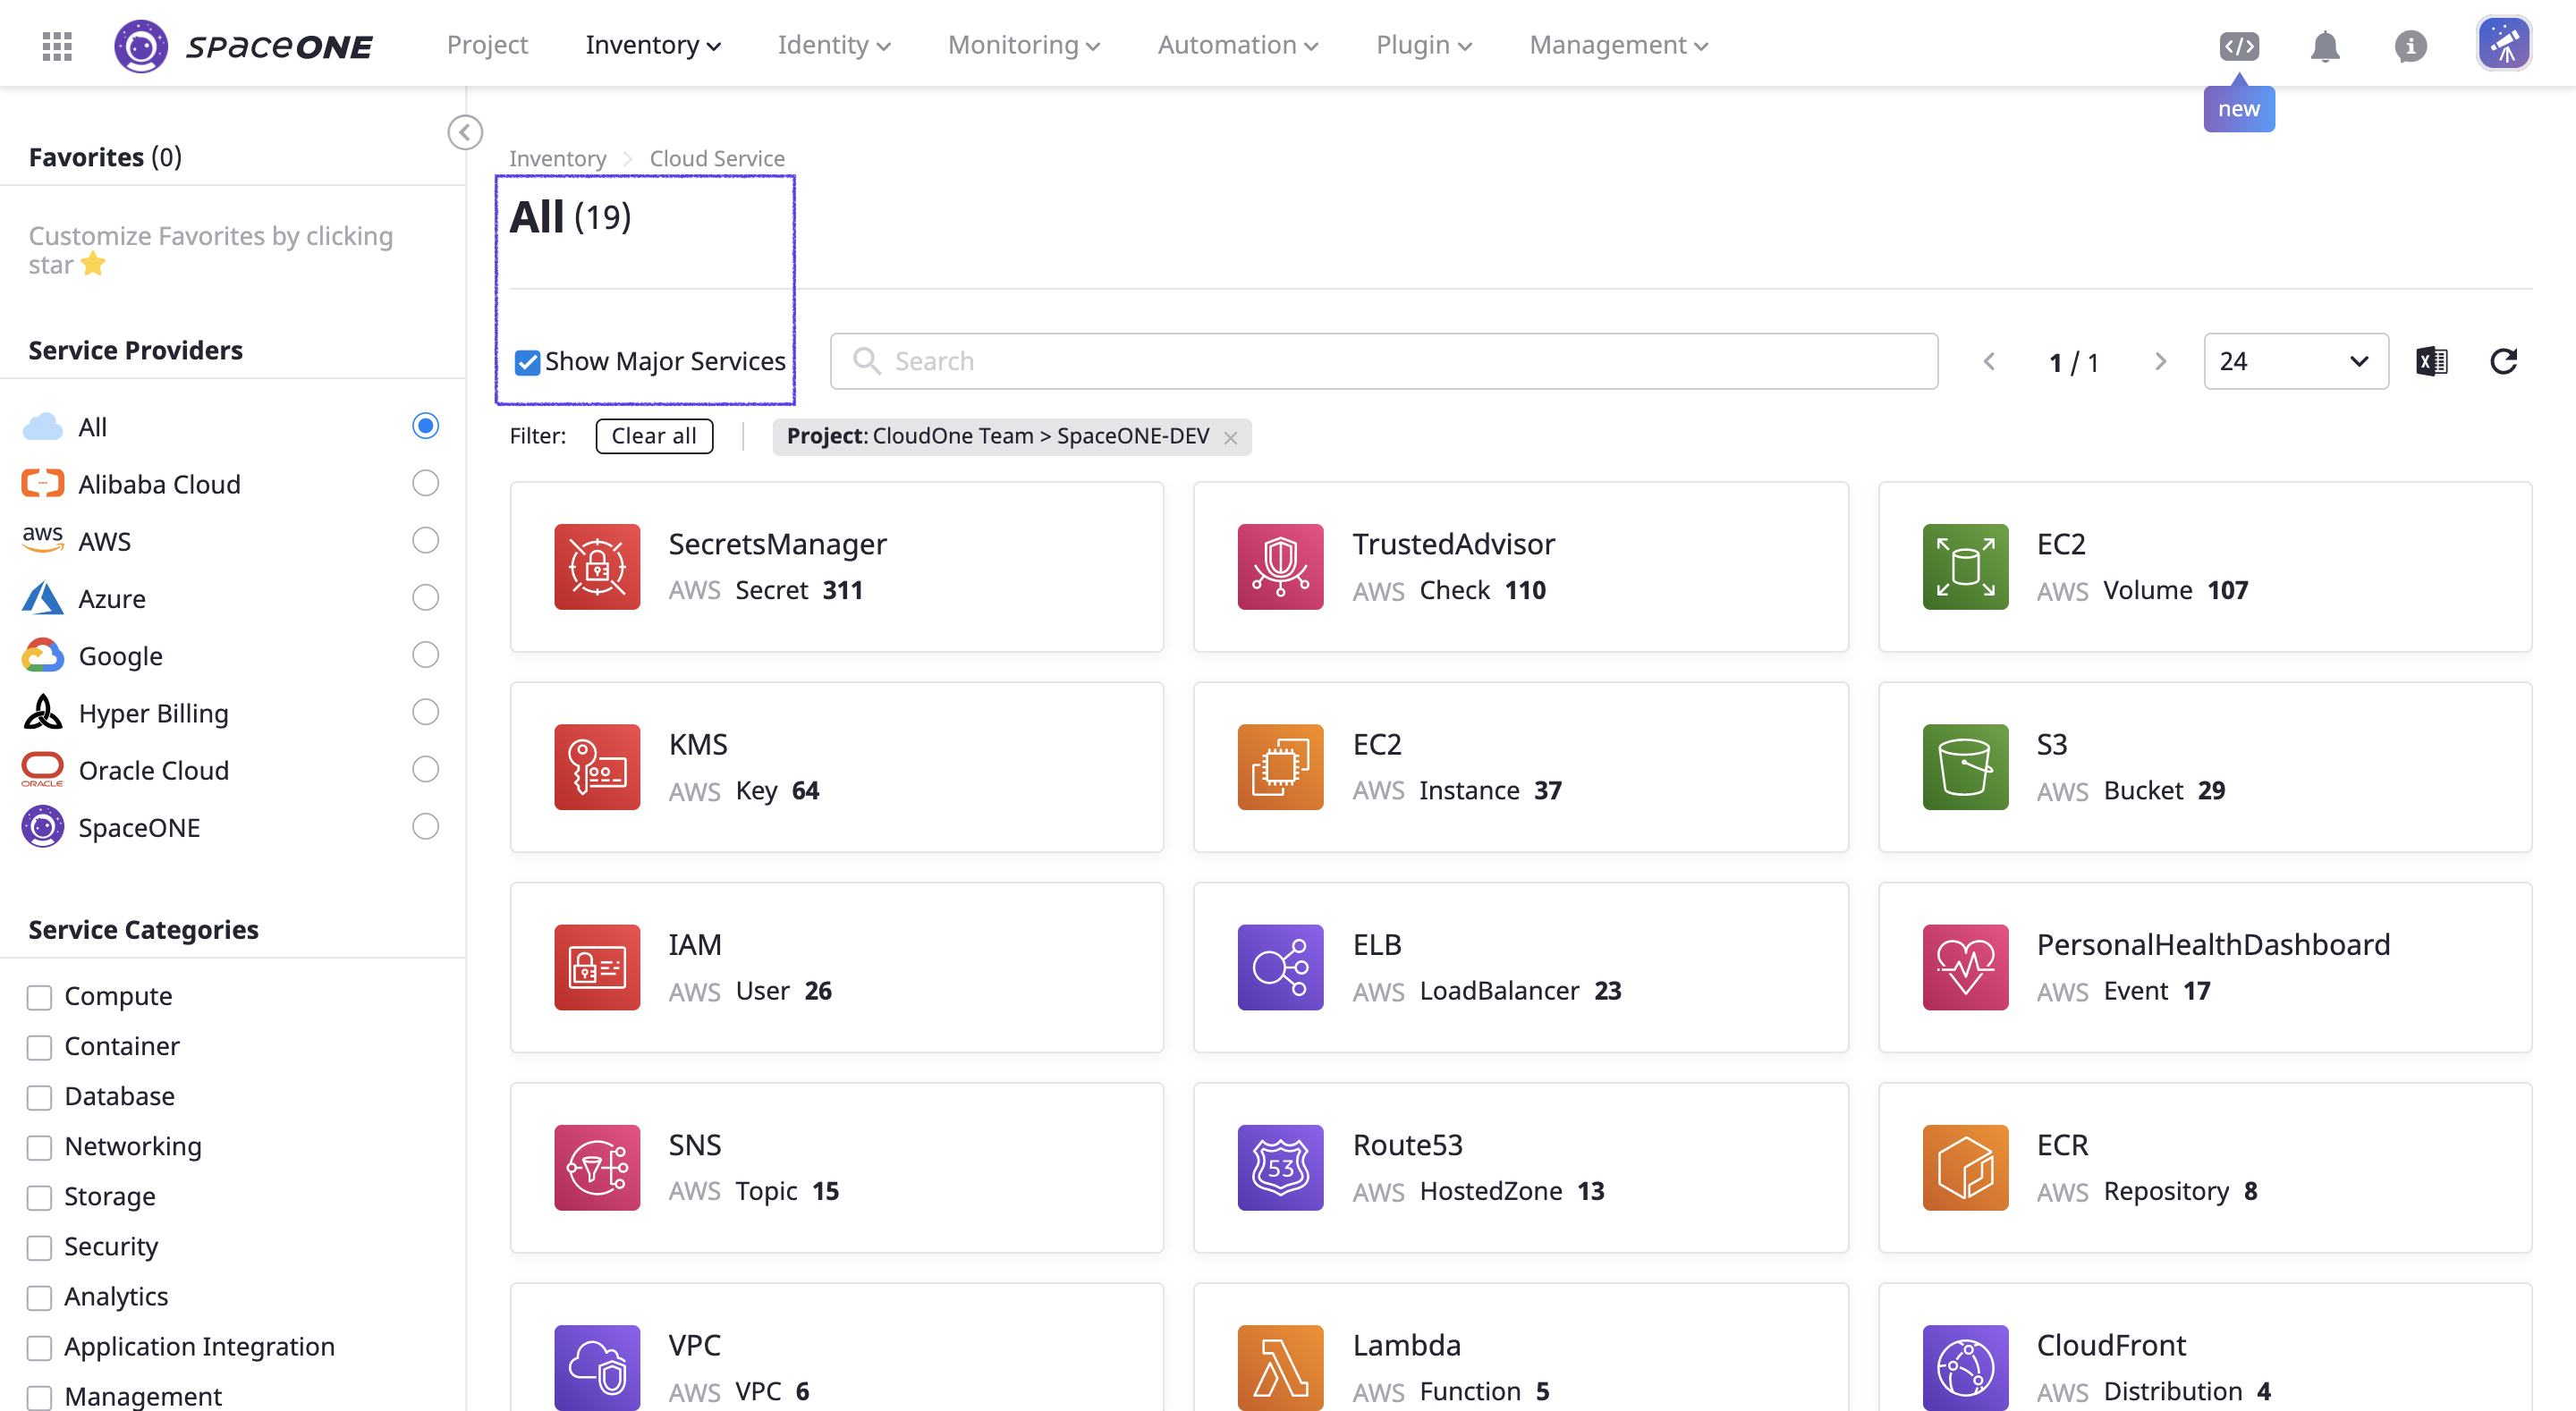 spaceONE
Project
Inventory
Identity
Monitoring
Automation
Plugin
Management
new
Favorites (0)
Customize Favorites by clicking
star
Service Providers
All
Alibaba Cloud
aws AWS
Azure
Google
Hyper Billing
ORACLE Oracle Cloud
SpaceONE
Service Categories
Compute
Container
Database
Networking
Storage
Security
Analytics
Application Integration
Management
Inventory > Cloud Service
All (19)
Show Major Services
Search
1 / 1
24
Filter:
Clear all
Project: CloudOne Team > SpaceONE-DEV
SecretsManager
AWS Secret 311
TrustedAdvisor
AWS Check 110
EC2
AWS Volume 107
KMS
AWS Key 64
EC2
AWS Instance 37
S3
AWS Bucket 29
IAM
AWS User 26
ELB
AWS LoadBalancer 23
PersonalHealthDashboard
AWS Event 17
SNS
AWS Topic 15
53
Route53
AWS HostedZone 13
ECR
AWS Repository 8
VPC
AWS VPC 6
Lambda
AWS Function 5
CloudFront
AWS Distribution 4